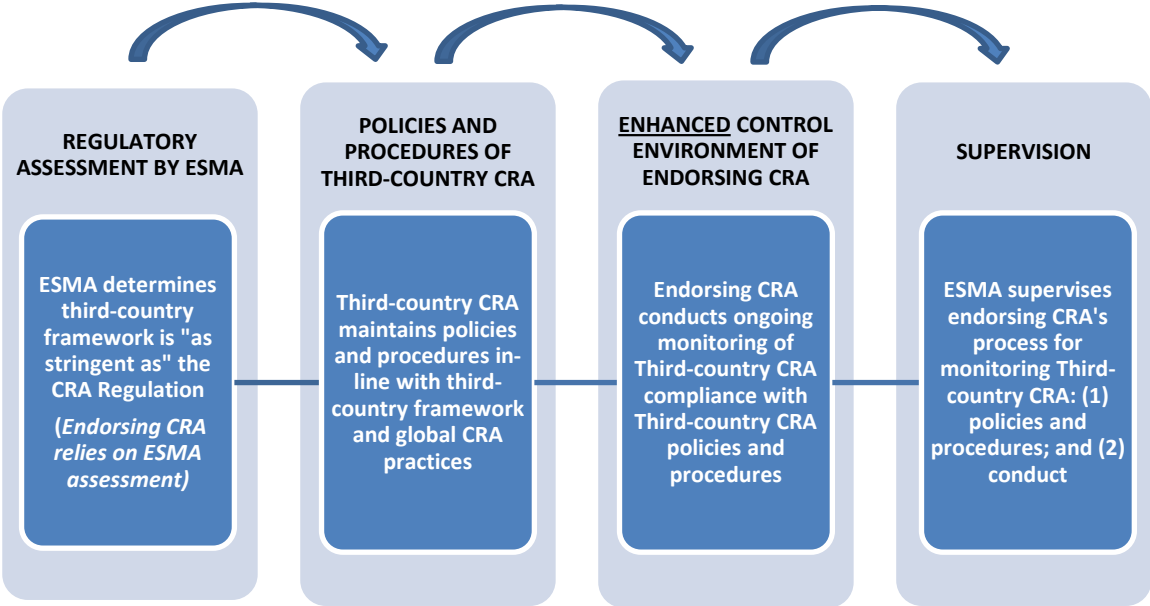 REGULATORY
ASSESSMENT BY ESMA
ESMA determines
third-country
framework is "as
stringent as" the
CRA Regulation
(Endorsing CRA
relies on ESMA
assessment)
POLICIES AND
PROCEDURES OF
THIRD-COUNTRY CRA
Third-country CRA
maintains policies
and procedures in-
line with third-
country framework
and global CRA
practices
ENHANCED CONTROL
ENVIRONMENT OF
ENDORSING CRA
Endorsing CRA
conducts ongoing
monitoring of
Third-country CRA
compliance with
Third-country CRA
policies and
procedures
SUPERVISION
ESMA supervises
endorsing CRA's
process for
monitoring Third-
country CRA: (1)
policies and
procedures; and (2)
conduct